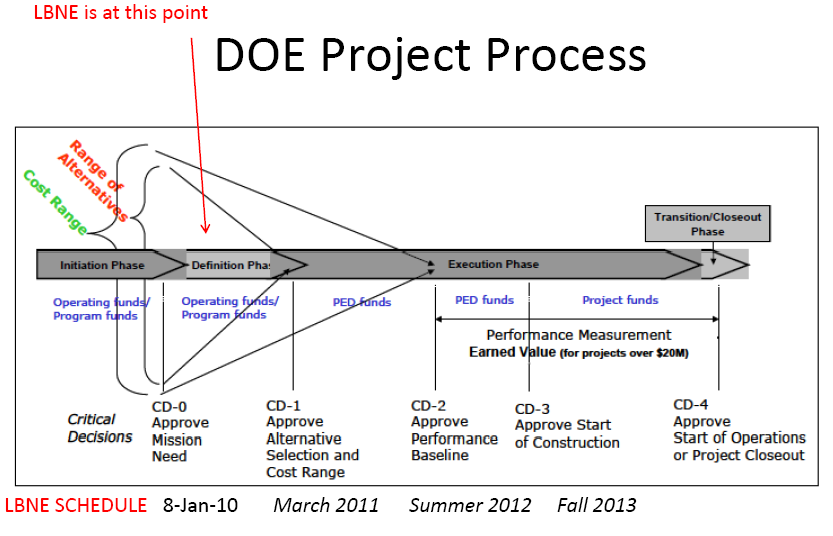 LBNE is at this point
DOE Project Process
Range of
Alternatives
Cost Range
Transition/Closeout
Phase
Initiation Phase
Definition Phas
Execution Phase
Operating funds/
Program funds
Operating funds/
Program funds
PED funds
PED funds
Project funds
Performance Measurement
Earned Value (for projects over $20M)
Critical
Decisions
CD-0
Approve
Mission
Need
CD-1
Approve
Alternative
Selection and
Cost Range
CD-2
Approve
Performance
Baseline
CD-3
Approve Start
of Construction
CD-4
Approve
Start of Operations
or Project Closeout
LBNE SCHEDULE 8-Jan-10 March 2011 Summer 2012 Fall 2013